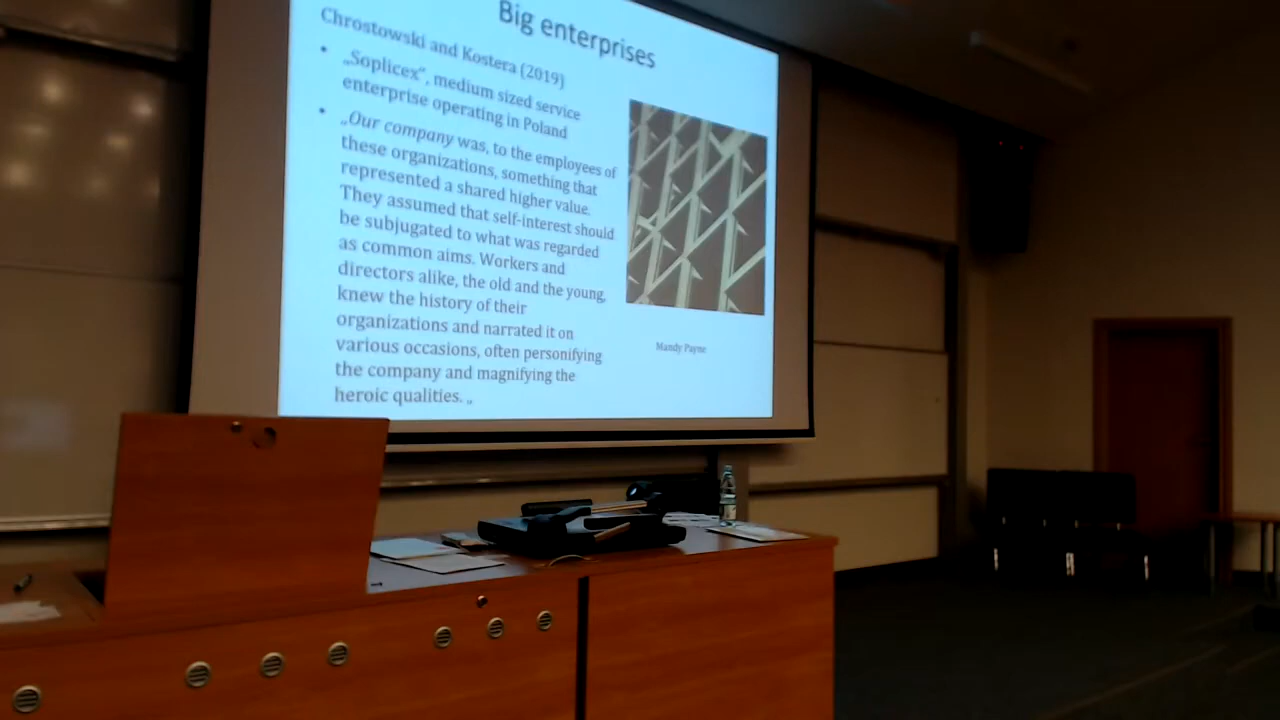 Big enterprises
Chrostowski and Kostera (2019)
• „Soplicex“, medium sized service
enterprise operating in Poland
• „Our company was, to the employees of
these organizations, something that
represented a shared higher value.
They assumed that self-interest should
be subjugated to what was regarded
as common aims. Workers and
directors alike, the old and the young,
knew the history of their
organizations and narrated it on
various occasions, often personifying
the company and magnifying the
heroic qualities. „
Mandy Payne